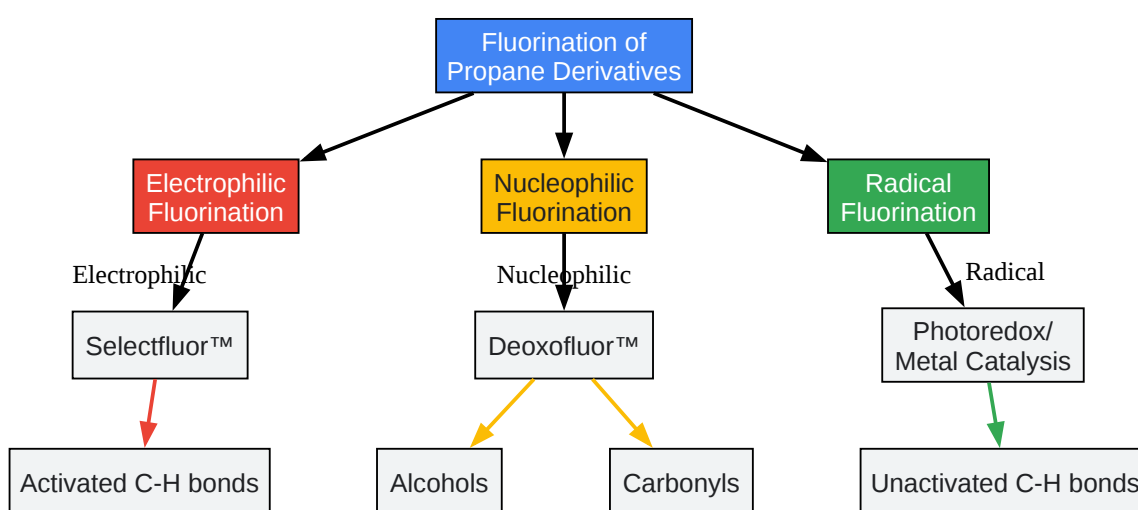 Fluorination of
Propane Derivatives
Electrophilic
Fluorination
Nucleophilic
Fluorination
Radical
Fluorination
Electrophilic
Nucleophilic
Radical
Selectfluor™
Deoxofluor™
Photoredox/
Metal Catalysis
Activated C-H bonds
Alcohols
Carbonyls
Unactivated C-H bonds